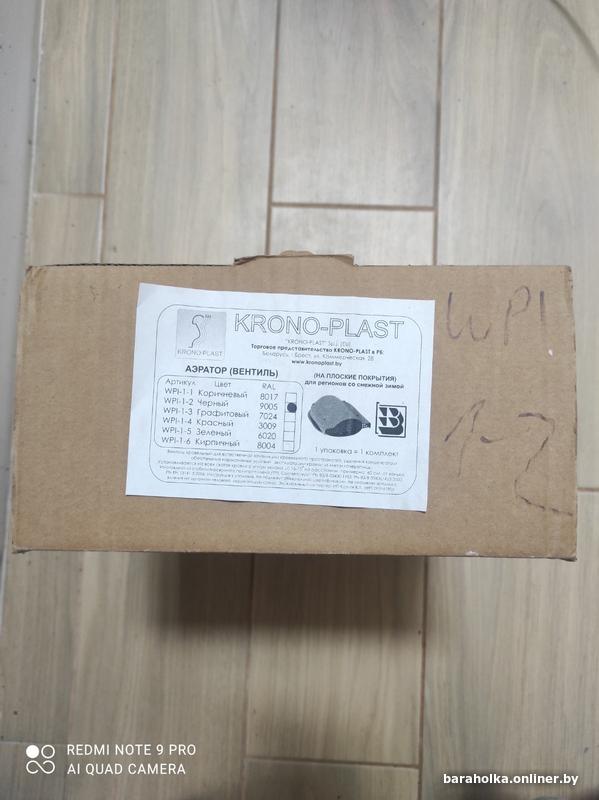 KRONO-PLAST
KRONO-PLAST
"KRONO-PLAST" Sp.j. (EU)
Торговое представительство KRONO-PLAST в РБ:
Беларусь, г.Брест, ул. Коммерческая, 28
www.kronoplast.by
АЭРАТОР (ВЕНТИЛЬ)
(НА ПЛОСКИЕ ПОКРЫТИЯ)
для регионов со снежной зимой
Артикул Цвет RAL
WPI-1-1 Коричневый 8017
WPI-1-2 Черный 9005
WPI-1-3 Графитовый 7024
WPI-1-4 Красный 3009
WPI-1-5 Зеленый 6020
WPI-1-6 Кирпичный 8004
1 упаковка = 1 комплект
WPI
1-2
REDMI NOTE 9 PRO
AI QUAD CAMERA
baraholka.onliner.by